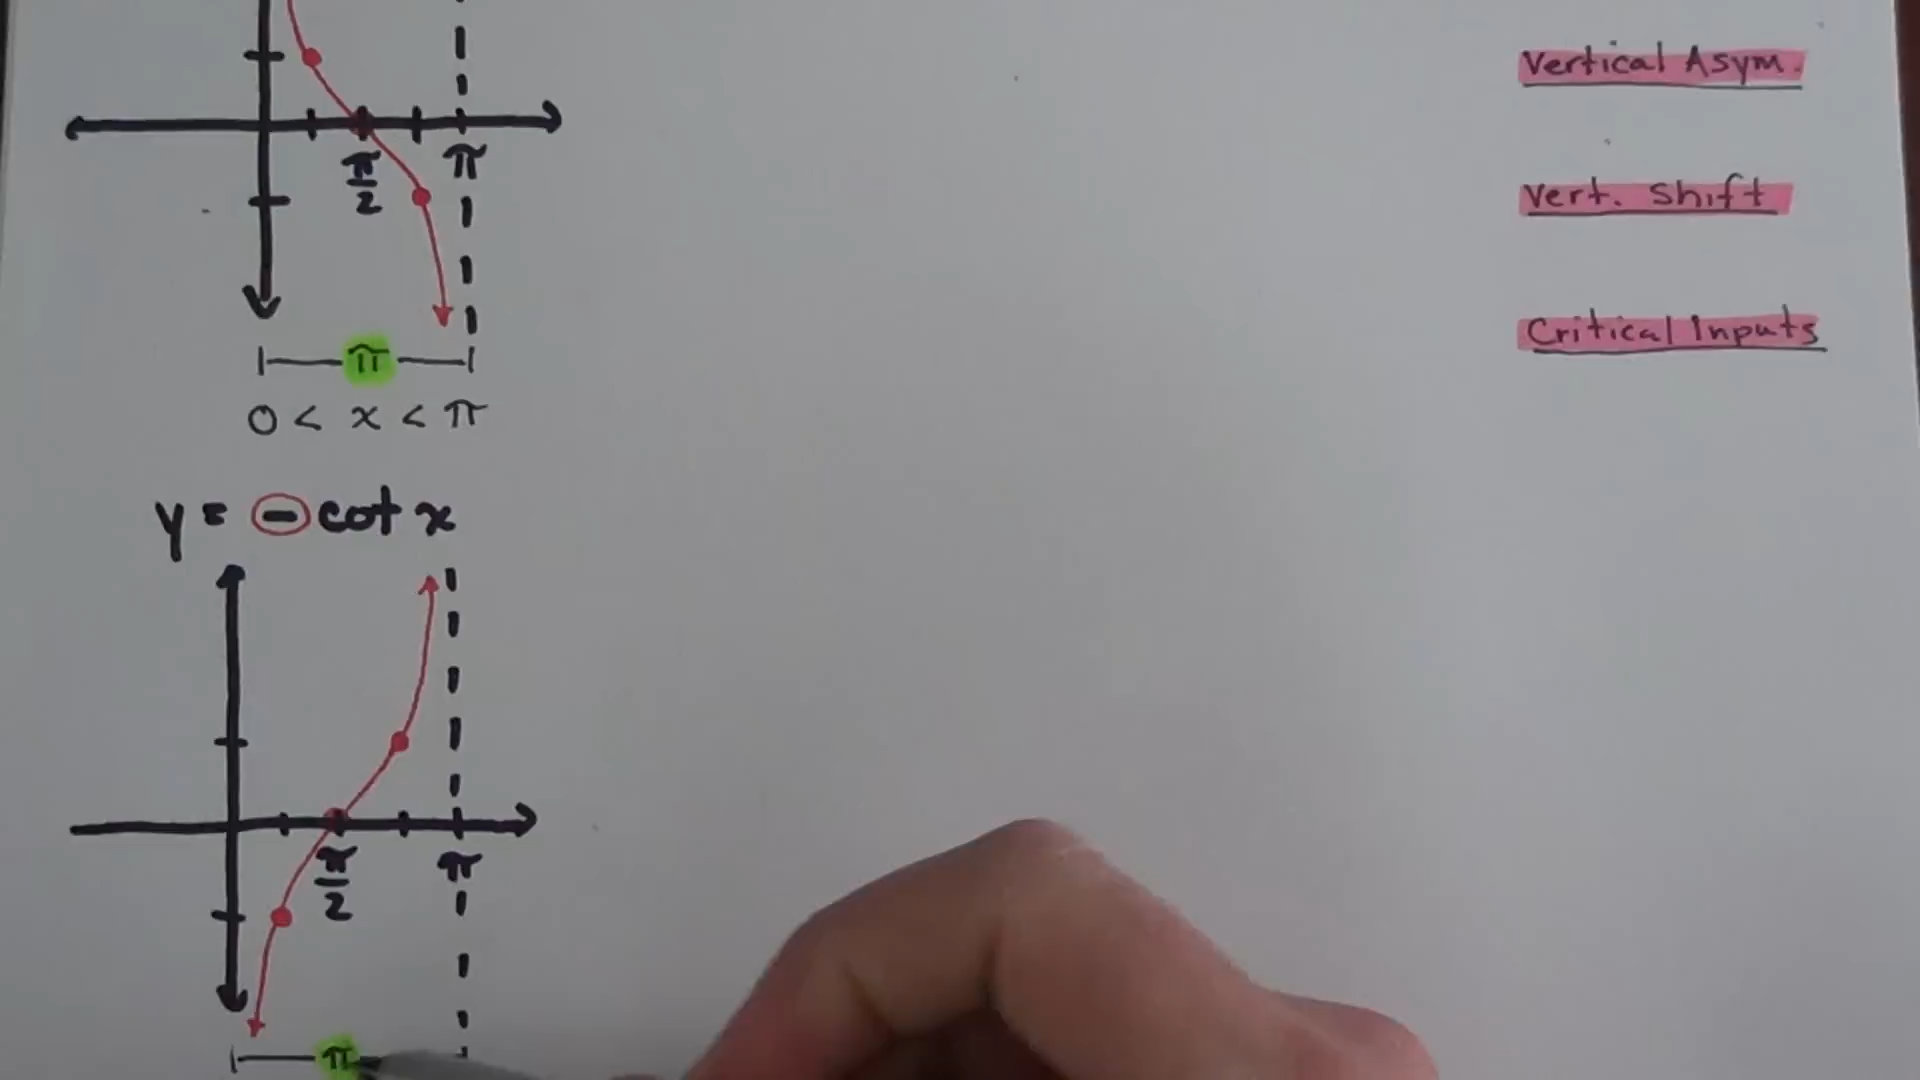 Vertical Asym.
π/2 π
Vert. Shift
Critical Inputs
π
0 < x < π
y = - cot x
π/2 π
π